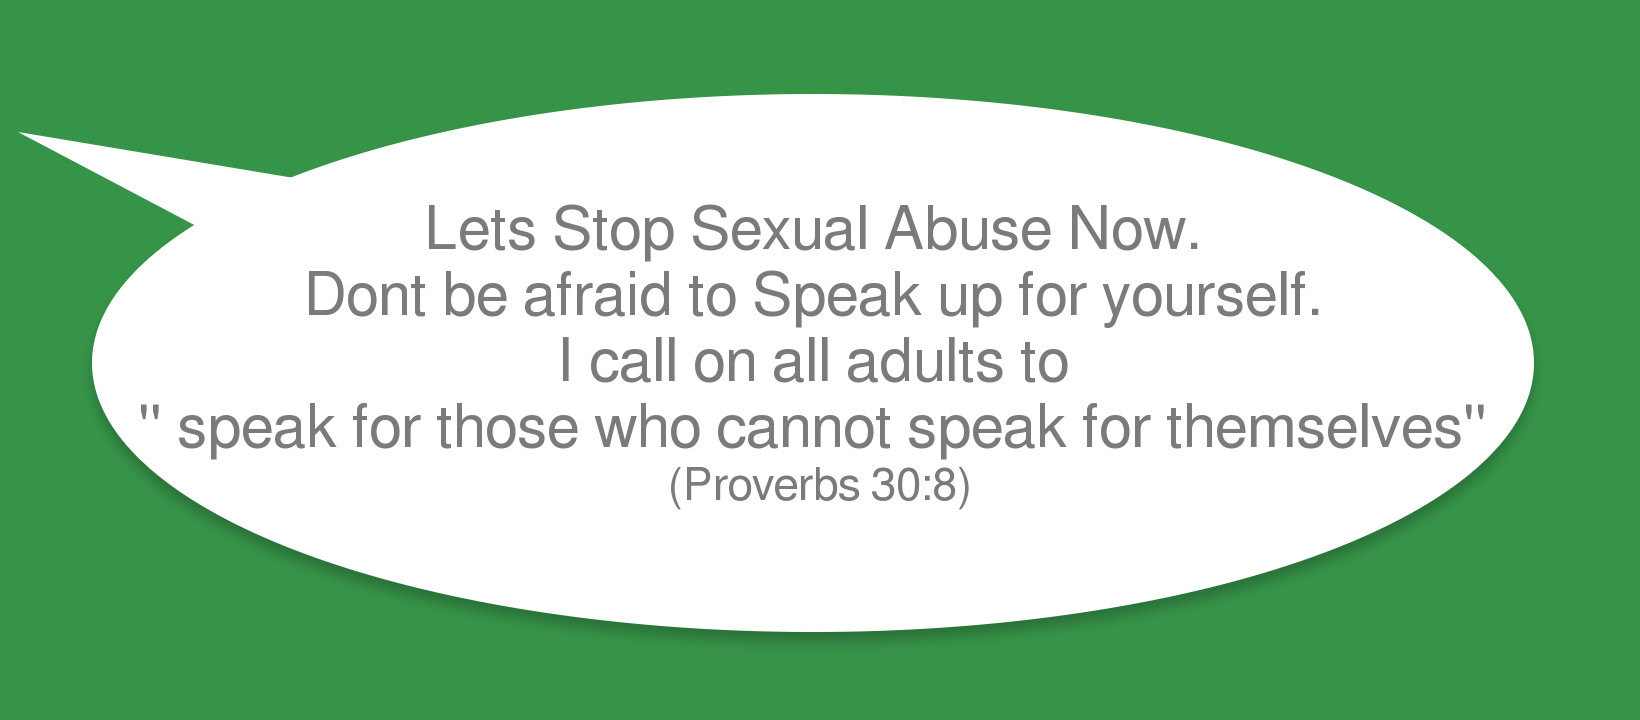 Lets Stop Sexual Abuse Now.
Dont be afraid to Speak up for yourself.
I call on all adults to
" speak for those who cannot speak for themselves"
(Proverbs 30:8)